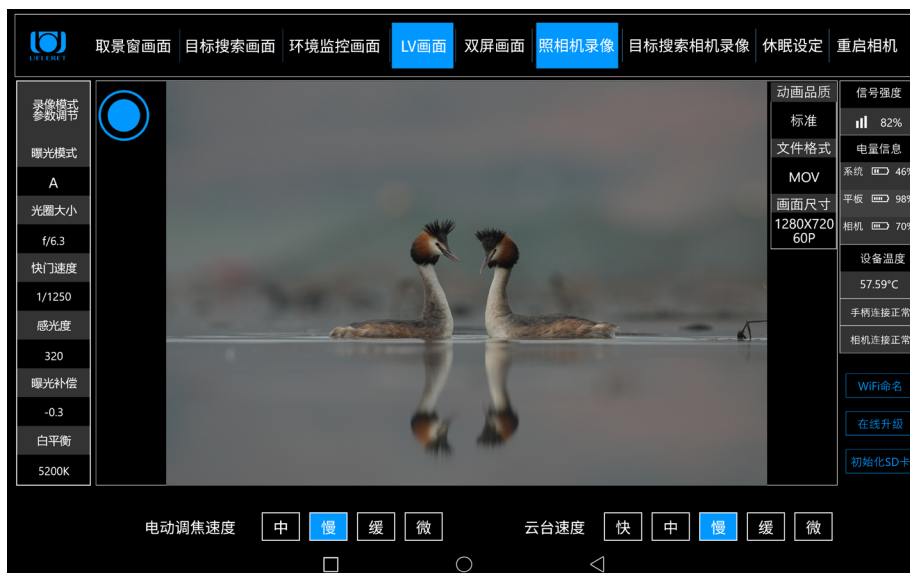 取景窗画面 目标搜索画面 环境监控画面 LV画面 双屏画面 照相机录像 目标搜索相机录像 休眠设定 重启相机
录像模式
参数调节
曝光模式
A
光圈大小
f/6.3
快门速度
1/1250
感光度
320
曝光补偿
-0.3
白平衡
5200K
动画品质
标准
文件格式
MOV
画面尺寸
1280X720
60P
信号强度
82%
电量信息
系统 46%
平板 98%
相机 70%
设备温度
57.59°C
手柄连接正常
相机连接正常
WiFi命名
在线升级
初始化SD卡
电动调焦速度 中 慢 缓 微 云台速度 快 中 慢 缓 微